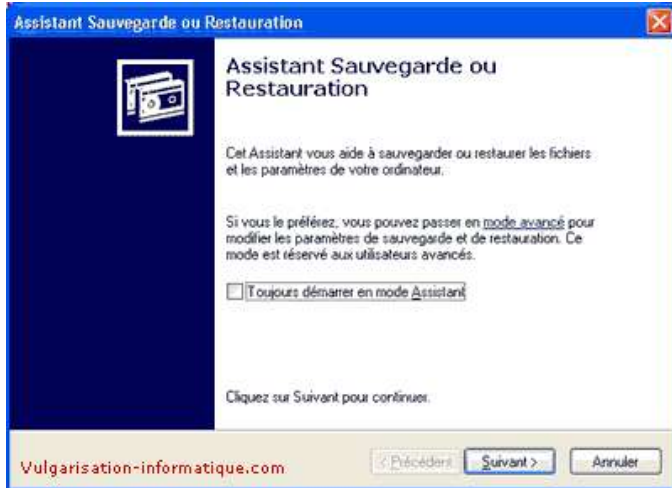 Assistant Sauvegarde ou Restauration
Assistant Sauvegarde ou
Restauration
Cet Assistant vous aide à sauvegarder ou restaurer les fichiers
et les paramètres de votre ordinateur.
Si vous le préférez, vous pouvez passer en mode avancé pour
modifier les paramètres de sauvegarde et de restauration. Ce
mode est réservé aux utilisateurs avancés.
Toujours démarrer en mode Assistant
Cliquez sur Suivant pour continuer.
Vulgarisation-informatique.com
< Précédent
Suivant >
Annuler